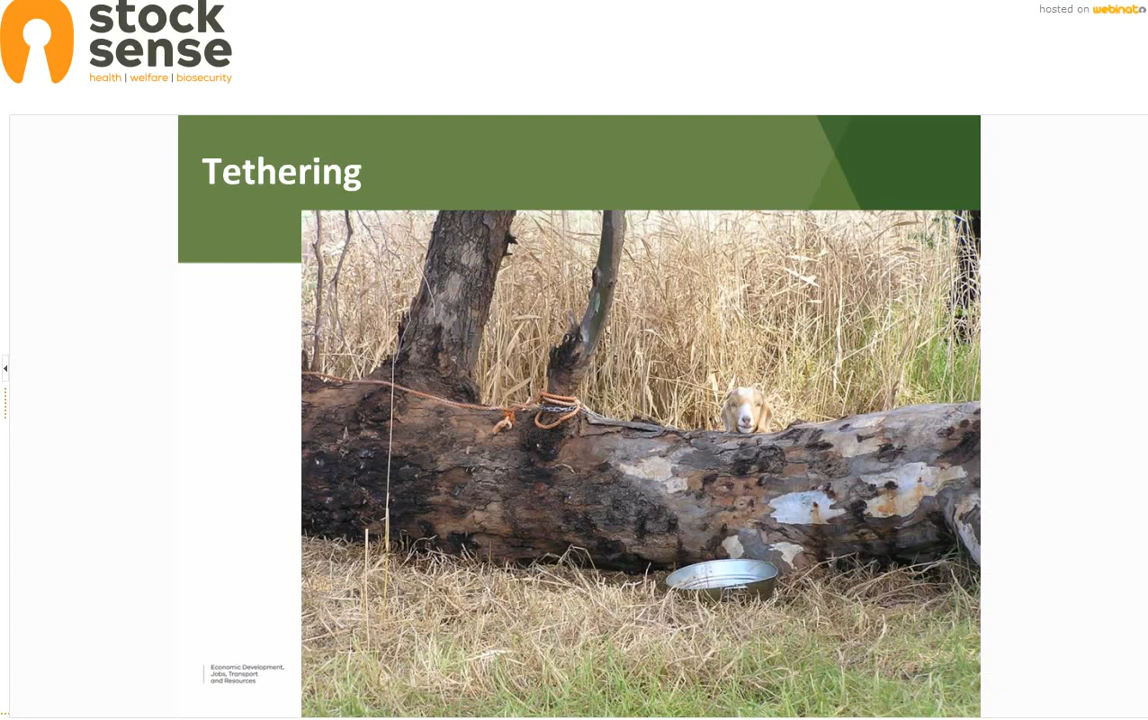 stock
sense
health | welfare | biosecurity
hosted on webinato
Tethering
Economic Development,
Jobs, Transport
and Resources